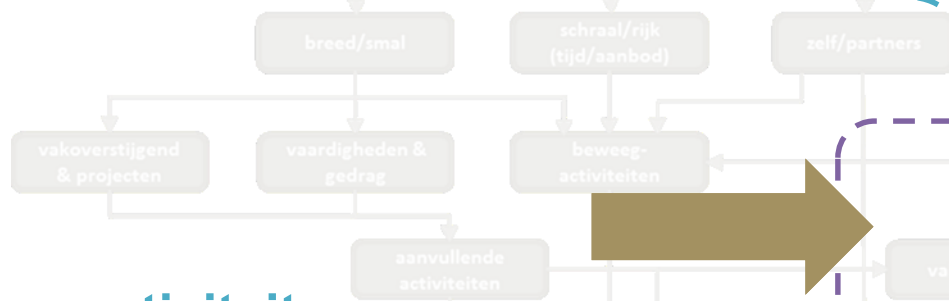 breed/smal
schraal/rijk
(tijd/aanbod)
zelf/partners
vakoverstijgend
& projecten
vaardigheden &
gedrag
beweeg-
activiteiten
aanvullende
activiteiten